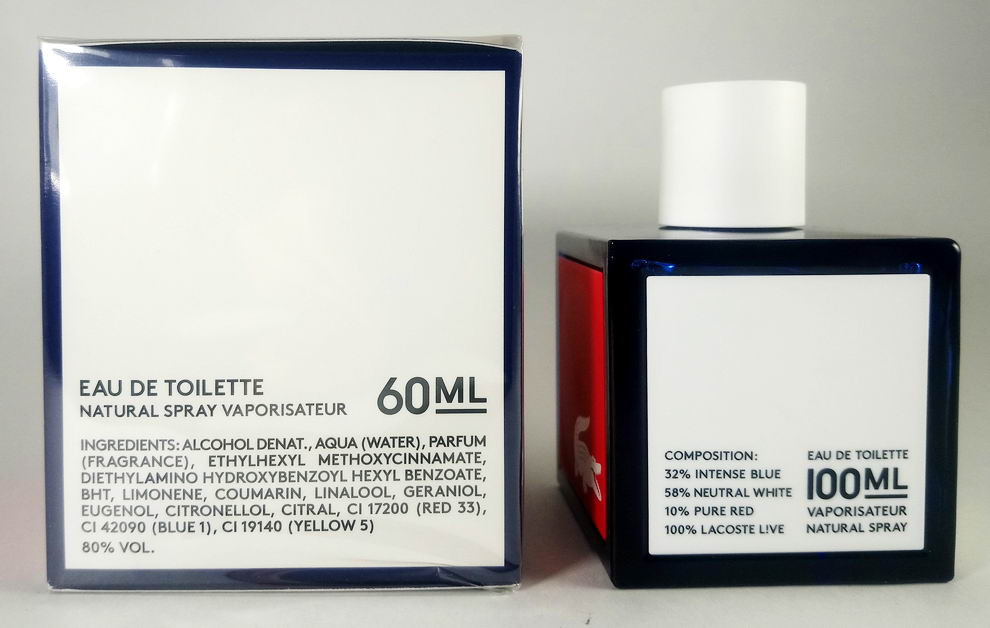 EAU DE TOILETTE
NATURAL SPRAY VAPORISATEUR
60ML
INGREDIENTS: ALCOHOL DENAT., AQUA (WATER), PARFUM
(FRAGRANCE), ETHYLHEXYL METHOXYCINNAMATE,
DIETHYLAMINO HYDROXYBENZOYL HEXYL BENZOATE,
BHT, LIMONENE, COUMARIN, LINALOOL, GERANIOL,
EUGENOL, CITRONELLOL, CITRAL, CI 17200 (RED 33),
CI 42090 (BLUE 1), CI 19140 (YELLOW 5)
80% VOL.
COMPOSITION:
32% INTENSE BLUE
58% NEUTRAL WHITE
10% PURE RED
100% LACOSTE L!VE
EAU DE TOILETTE
100ML
VAPORISATEUR
NATURAL SPRAY